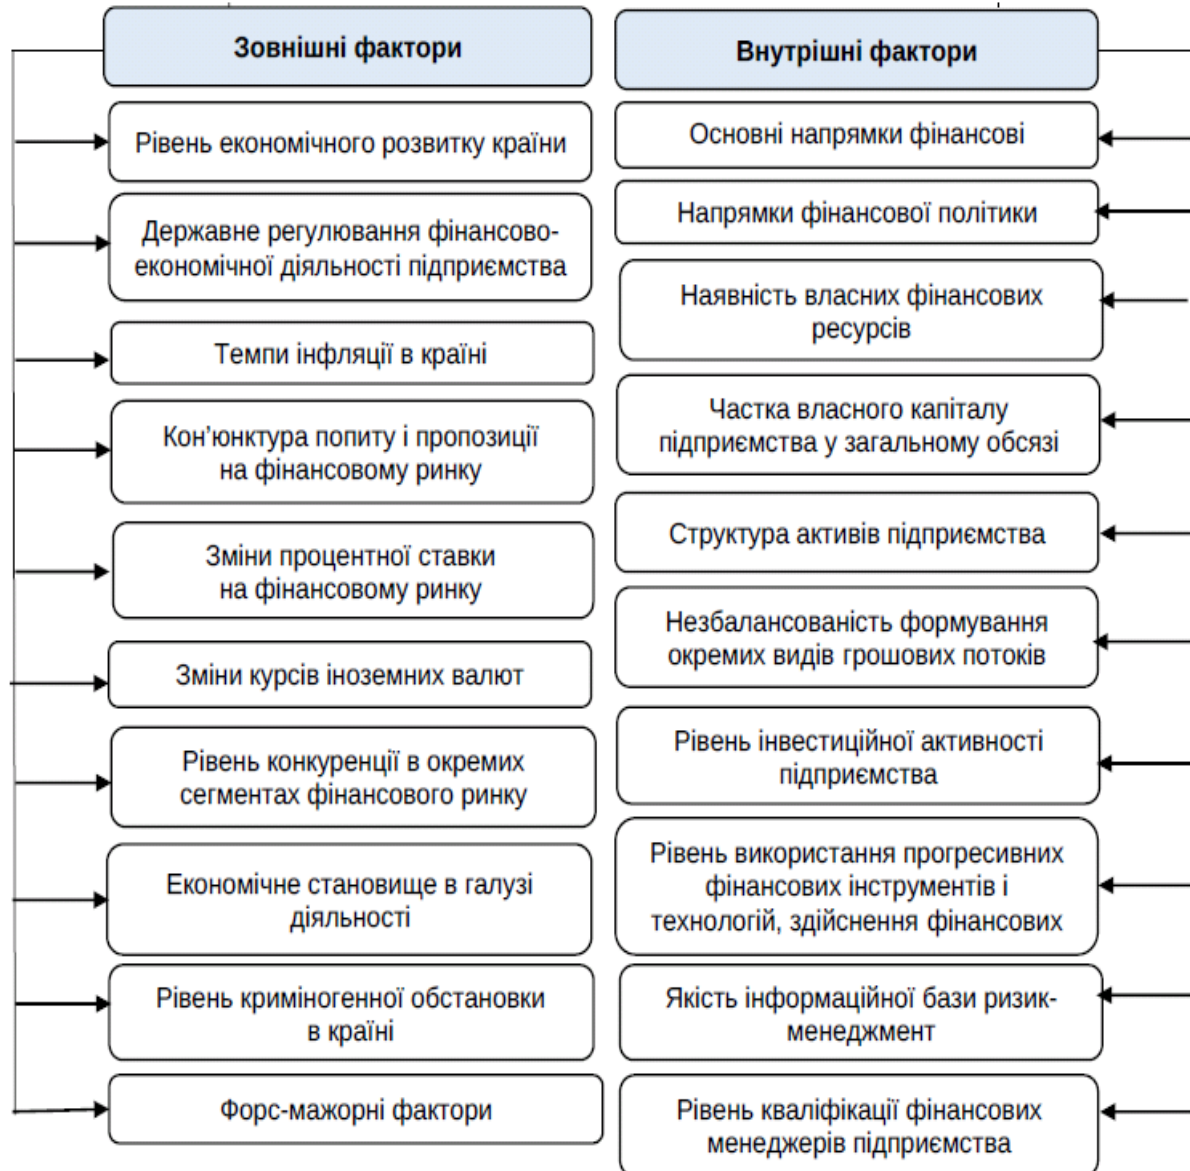 Зовнішні фактори
Рівень економічного розвитку країни
Державне регулювання фінансово-
економічної діяльності підприємства
Темпи інфляції в країні
Кон’юнктура попиту і пропозиції
на фінансовому ринку
Зміни процентної ставки
на фінансовому ринку
Зміни курсів іноземних валют
Рівень конкуренції в окремих
сегментах фінансового ринку
Економічне становище в галузі
діяльності
Рівень криміногенної обстановки
в країні
Форс-мажорні фактори
Внутрішні фактори
Основні напрямки фінансові
Напрямки фінансової політики
Наявність власних фінансових
ресурсів
Частка власного капіталу
підприємства у загальному обсязі
Структура активів підприємства
Незбалансованість формування
окремих видів грошових потоків
Рівень інвестиційної активності
підприємства
Рівень використання прогресивних
фінансових інструментів і
технологій, здійснення фінансових
Якість інформаційної бази ризик-
менеджмент
Рівень кваліфікації фінансових
менеджерів підприємства